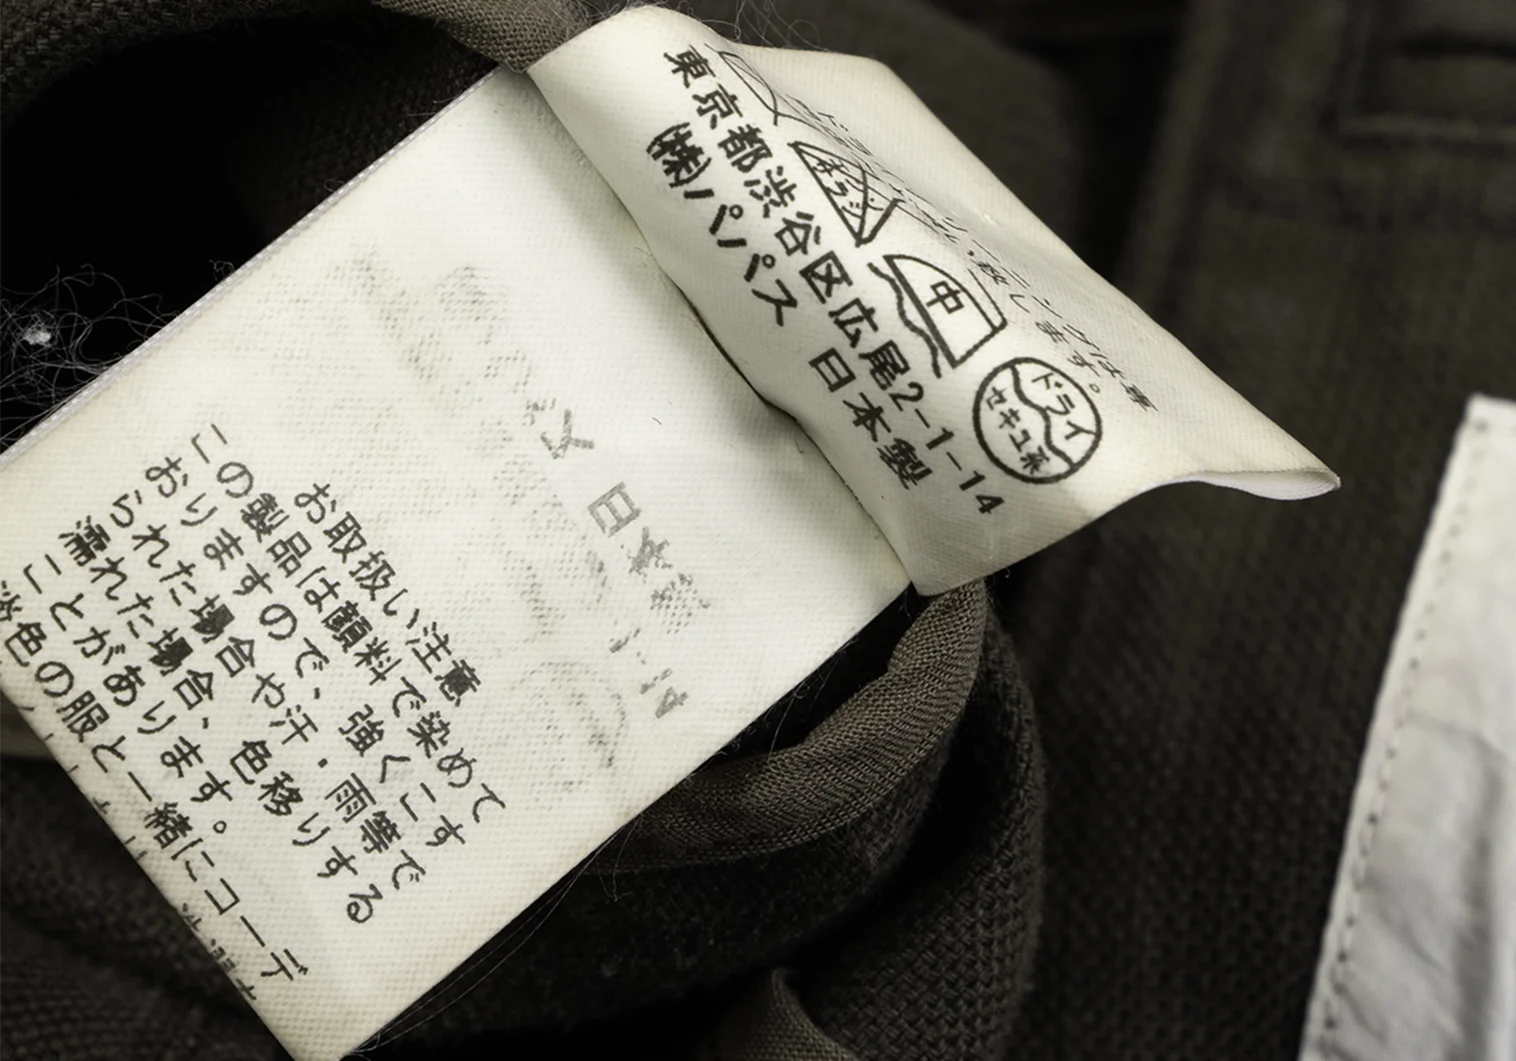 お取扱い注意
この製品は顔料で染めて
おりますので、強くこす
られた場合や汗・雨等で
濡れた場合、色移りする
ことがあります。
淡色の服と一緒にコーデ
中
ドライ
セキユ系
東京都渋谷区広尾2-1-14
㈱パパス 日本製